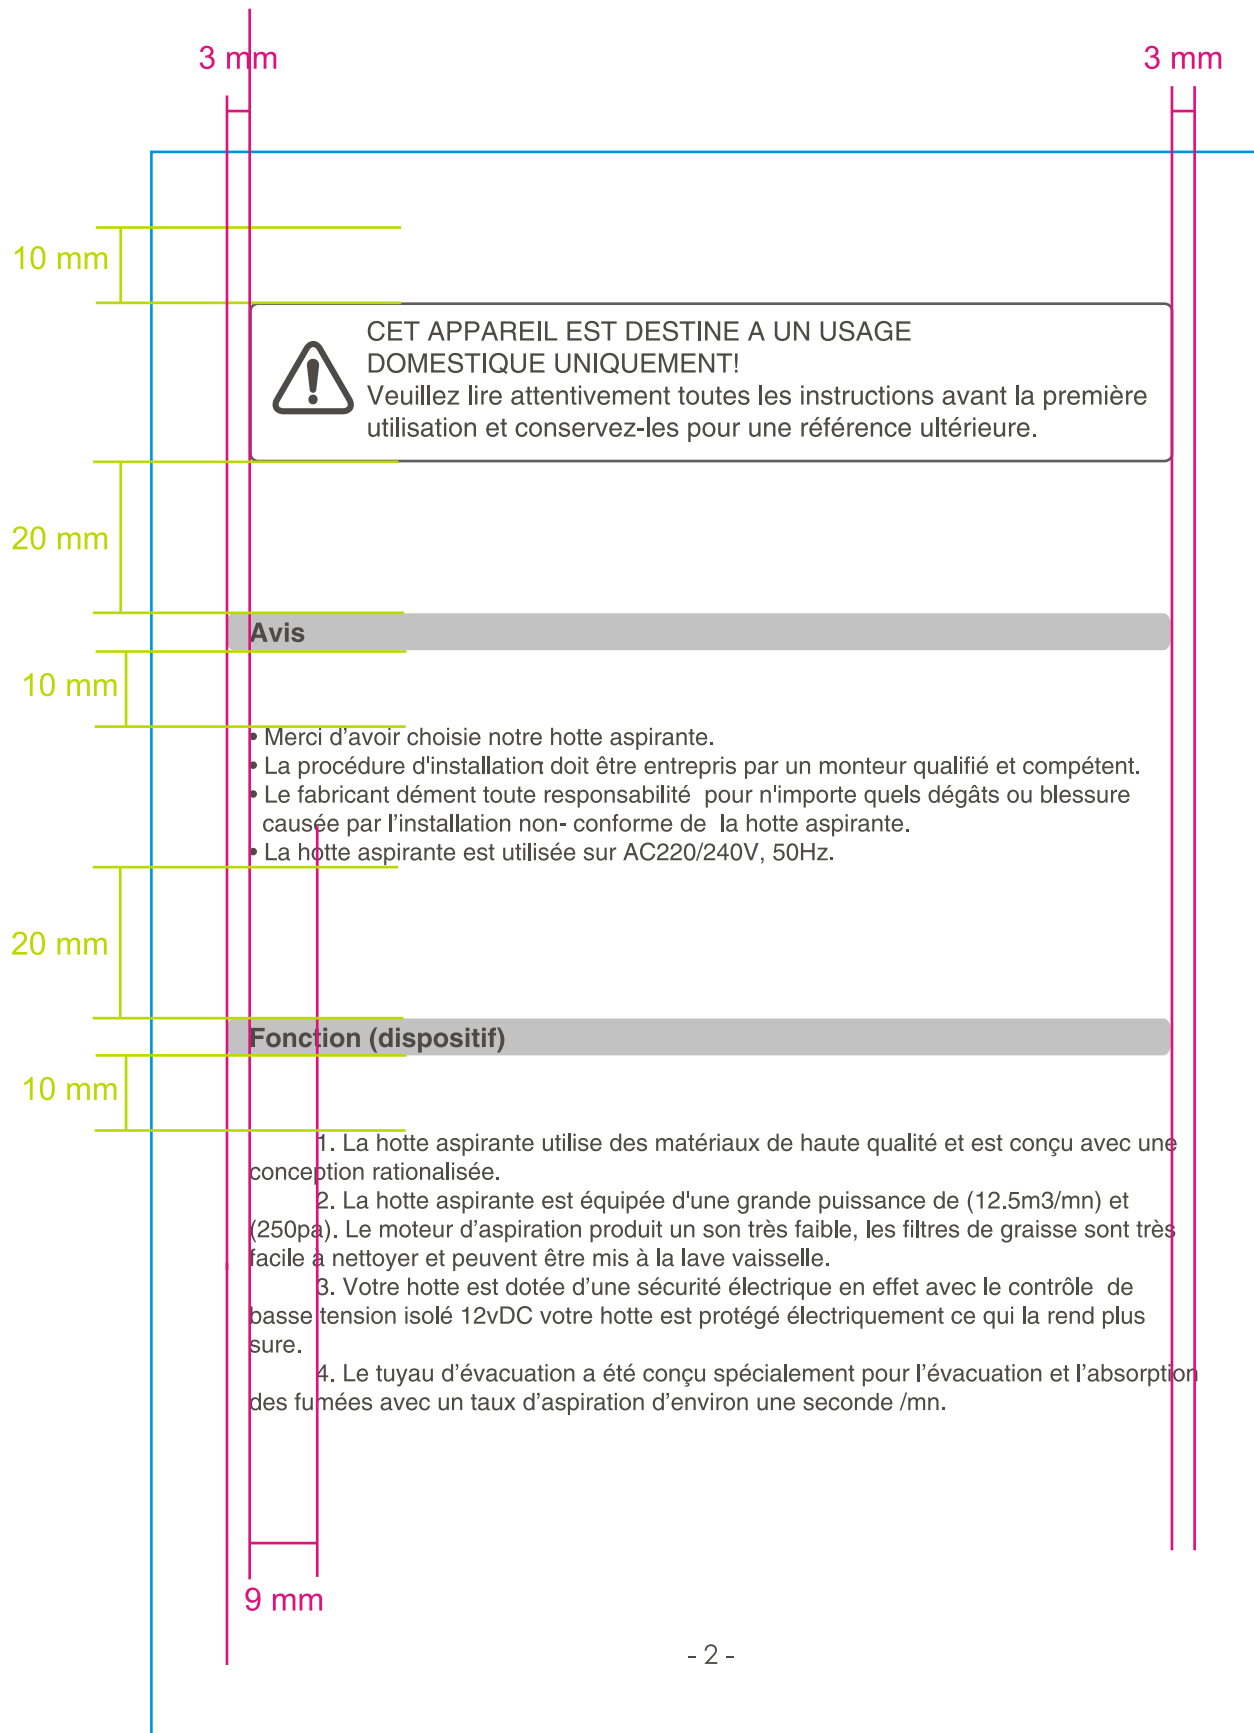 3 mm
3 mm
10 mm
CET APPAREIL EST DESTINE A UN USAGE
DOMESTIQUE UNIQUEMENT!
Veuillez lire attentivement toutes les instructions avant la première
utilisation et conservez-les pour une référence ultérieure.
20 mm
Avis
10 mm
• Merci d’avoir choisie notre hotte aspirante.
• La procédure d'installation doit être entrepris par un monteur qualifié et compétent.
• Le fabricant dément toute responsabilité pour n'importe quels dégâts ou blessure
causée par l’installation non- conforme de la hotte aspirante.
• La hotte aspirante est utilisée sur AC220/240V, 50Hz.
20 mm
Fonction (dispositif)
10 mm
1. La hotte aspirante utilise des matériaux de haute qualité et est conçu avec une
conception rationalisée.
2. La hotte aspirante est équipée d'une grande puissance de (12.5m3/mn) et
(250pa). Le moteur d’aspiration produit un son très faible, les filtres de graisse sont très
facile à nettoyer et peuvent être mis à la lave vaisselle.
3. Votre hotte est dotée d’une sécurité électrique en effet avec le contrôle de
basse tension isolé 12vDC votre hotte est protégé électriquement ce qui la rend plus
sure.
4. Le tuyau d’évacuation a été conçu spécialement pour l’évacuation et l’absorption
des fumées avec un taux d’aspiration d’environ une seconde /mn.
9 mm
- 2 -